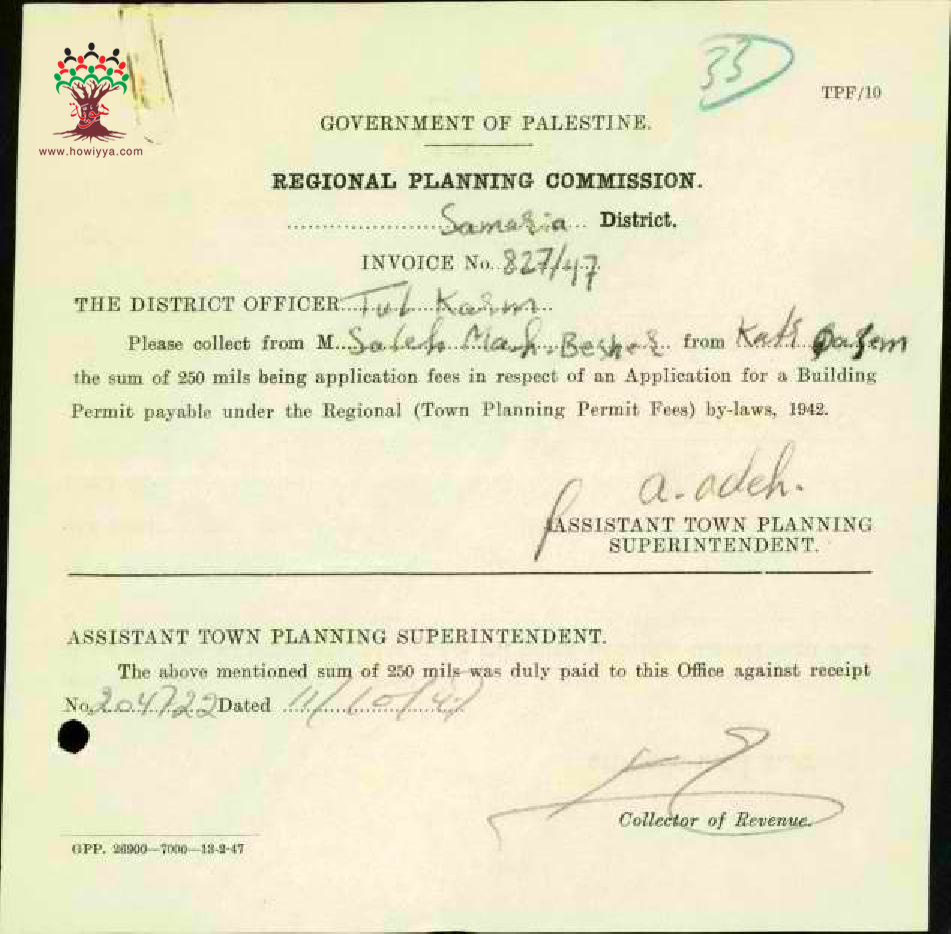 33
TPF/10
www.howiyya.com
GOVERNMENT OF PALESTINE.
REGIONAL PLANNING COMMISSION.
Samaria District.
INVOICE No. 827/47
THE DISTRICT OFFICER Tul Karm
Please collect from M. Saleh Mah. Besher from Kafr Qasem
the sum of 250 mils being application fees in respect of an Application for a Building
Permit payable under the Regional (Town Planning Permit Fees) by-laws, 1942.
a. adeh.
ASSISTANT TOWN PLANNING
SUPERINTENDENT.
ASSISTANT TOWN PLANNING SUPERINTENDENT.
The above mentioned sum of 250 mils was duly paid to this Office against receipt
No. 204722 Dated 11/10/47
Collector of Revenue.
GPP. 26900—7000—13-2-47